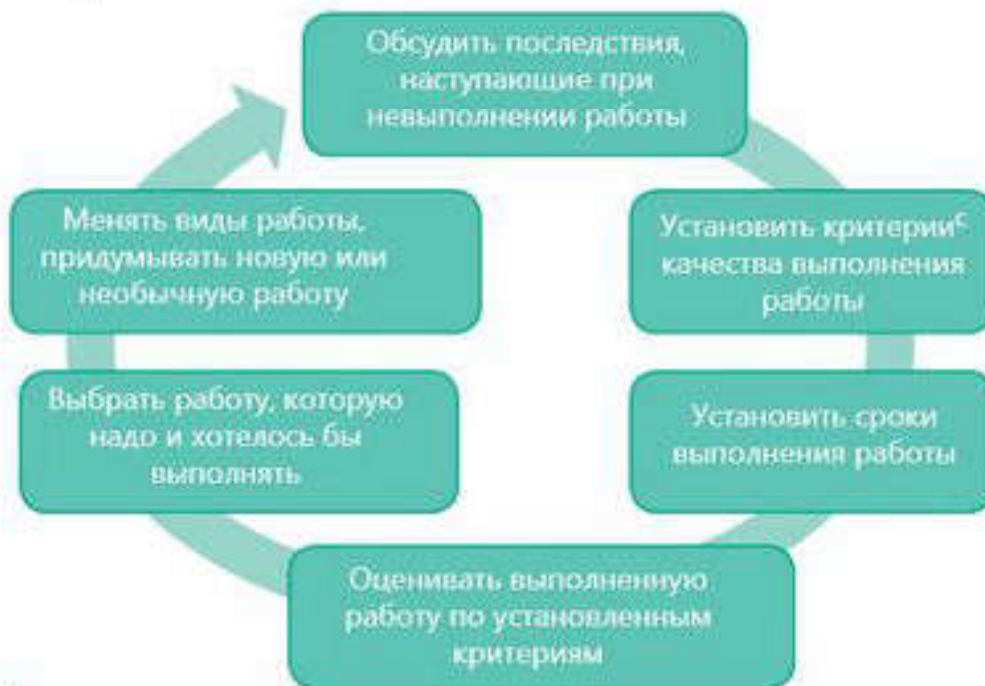 Обсудить последствия,
наступающие при
невыполнении работы
Установить критерииᶜ
качества выполнения
работы
Установить сроки
выполнения работы
Оценивать выполненную
работу по установленным
критериям
Выбрать работу, которую
надо и хотелось бы
выполнять
Менять виды работы,
придумывать новую или
необычную работу